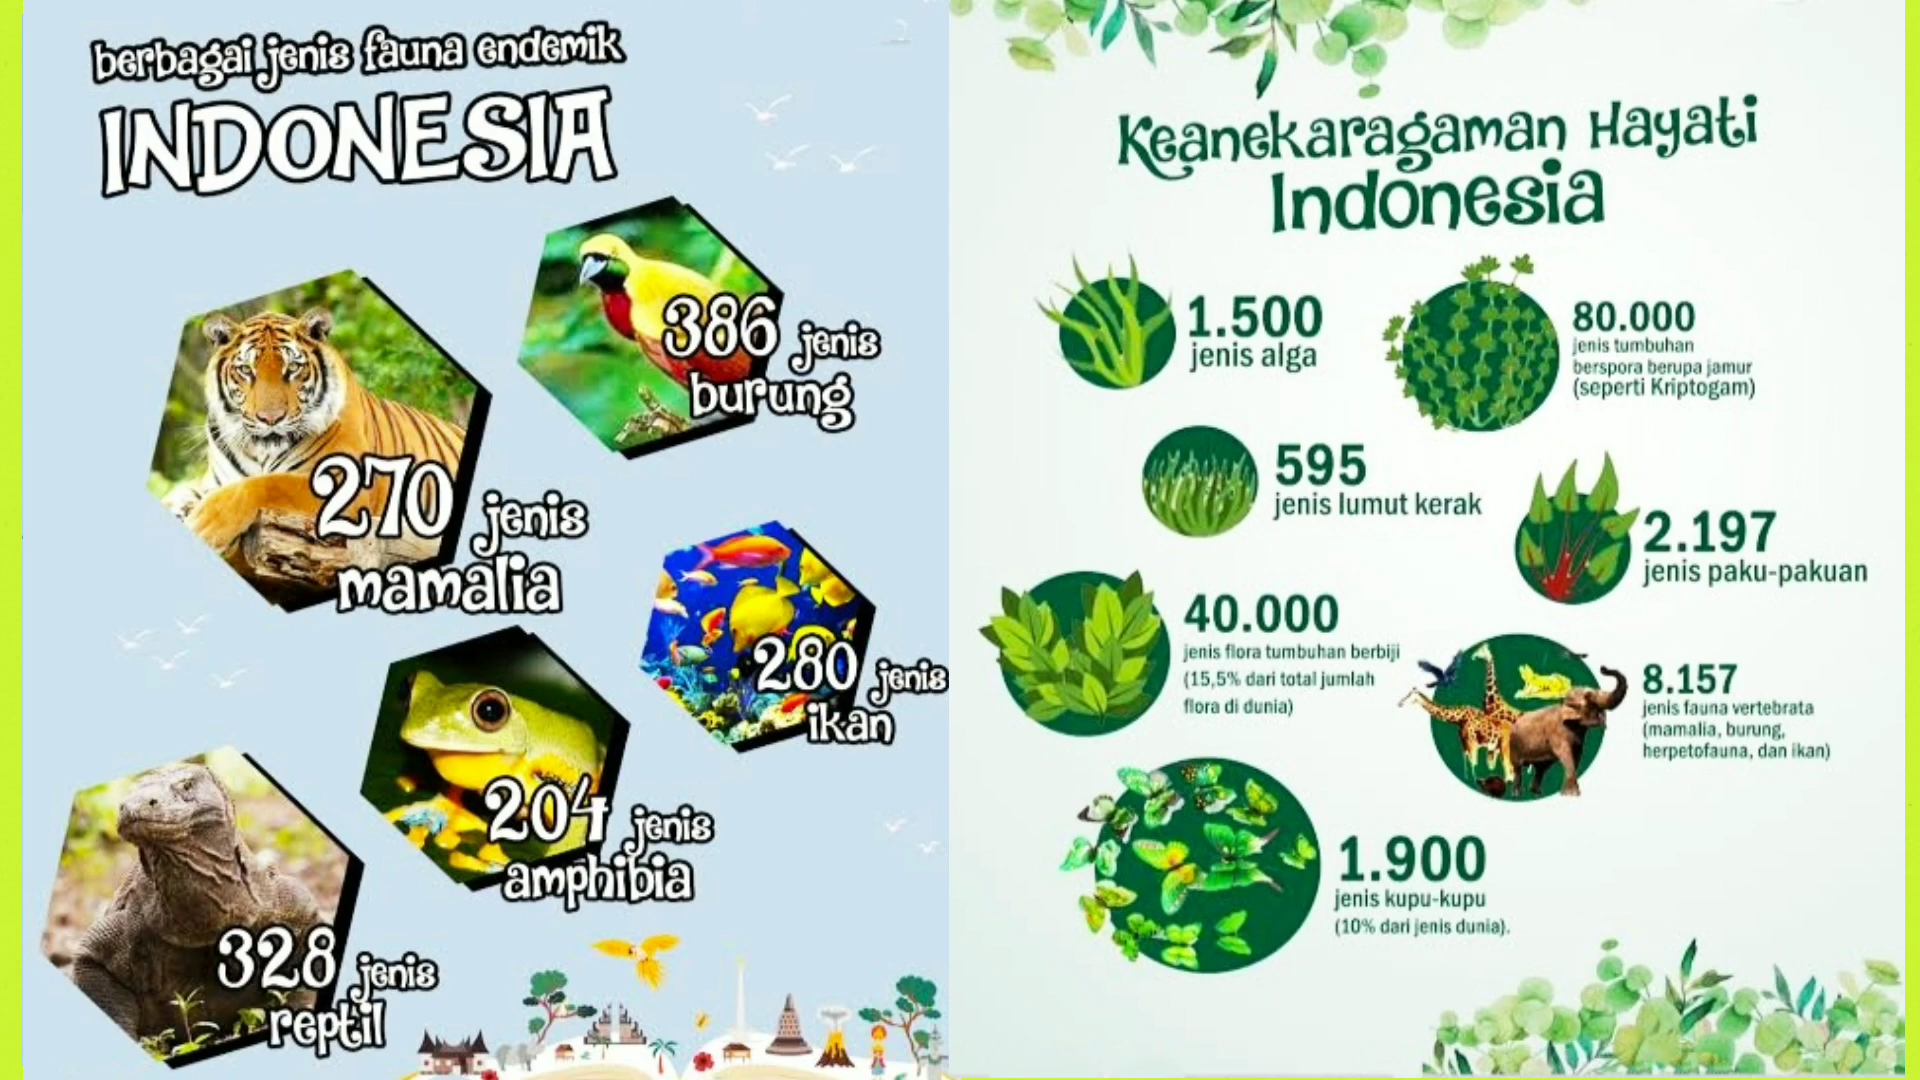 berbagai jenis fauna endemik
INDONESIA
386 jenis
burung
270 jenis
mamalia
280 jenis
ikan
204 jenis
amphibia
328 jenis
reptil
Keanekaragaman Hayati
Indonesia
1.500
jenis alga
80.000
jenis tumbuhan
berspora berupa jamur
(seperti Kriptogam)
595
jenis lumut kerak
2.197
jenis paku-pakuan
40.000
jenis flora tumbuhan berbiji
(15,5% dari total jumlah
flora di dunia)
8.157
jenis fauna vertebrata
(mamalia, burung,
herpetofauna, dan ikan)
1.900
jenis kupu-kupu
(10% dari jenis dunia).